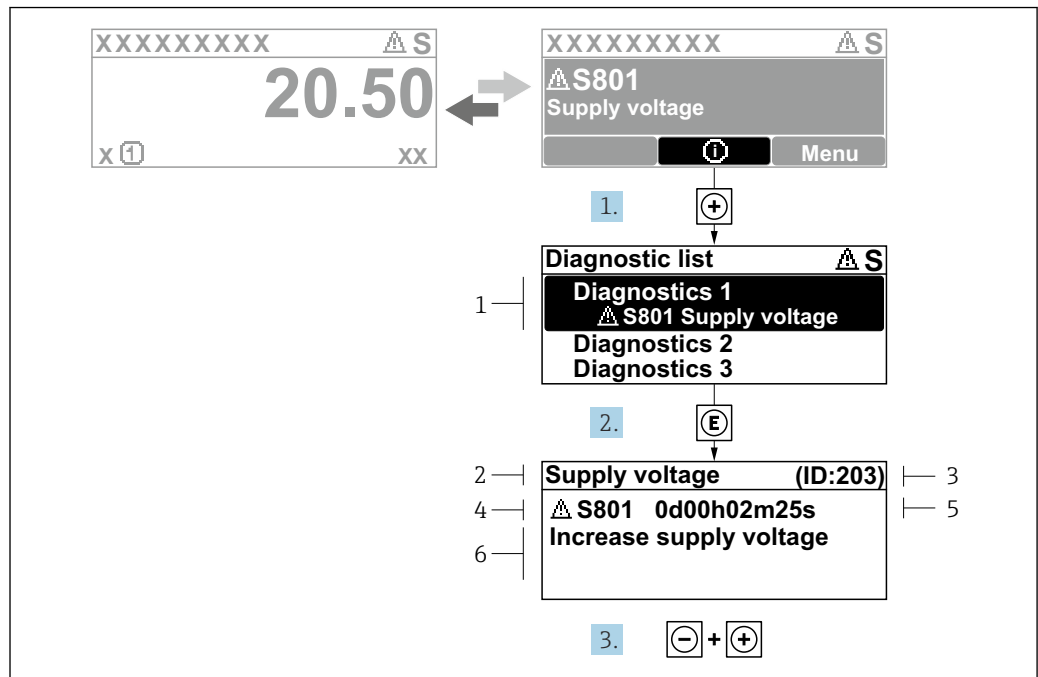 XXXXXXXXX ⚠ S
20.50
x ① xx
XXXXXXXXX ⚠ S
⚠ S801
Supply voltage
ⓘ Menu
1. ⊕
Diagnostic list ⚠ S
1
Diagnostics 1
⚠ S801 Supply voltage
Diagnostics 2
Diagnostics 3
2. Ⓔ
2 Supply voltage (ID:203) 3
4 ⚠ S801 0d00h02m25s 5
6 Increase supply voltage
3. ⊖ + ⊕